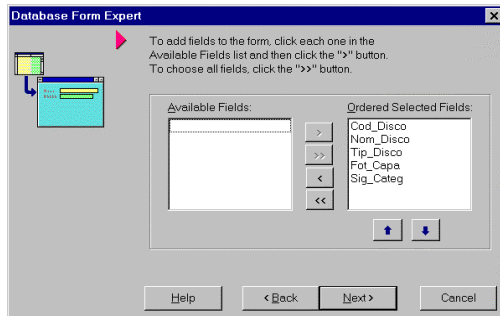 Database Form Expert
To add fields to the form, click each one in the
Available Fields list and then click the ">" button.
To choose all fields, click the ">>" button.
Available Fields:
Ordered Selected Fields:
>
>>
<
<<
Cod_Disco
Nom_Disco
Tip_Disco
Fot_Capa
Sig_Categ
Help
< Back
Next >
Cancel